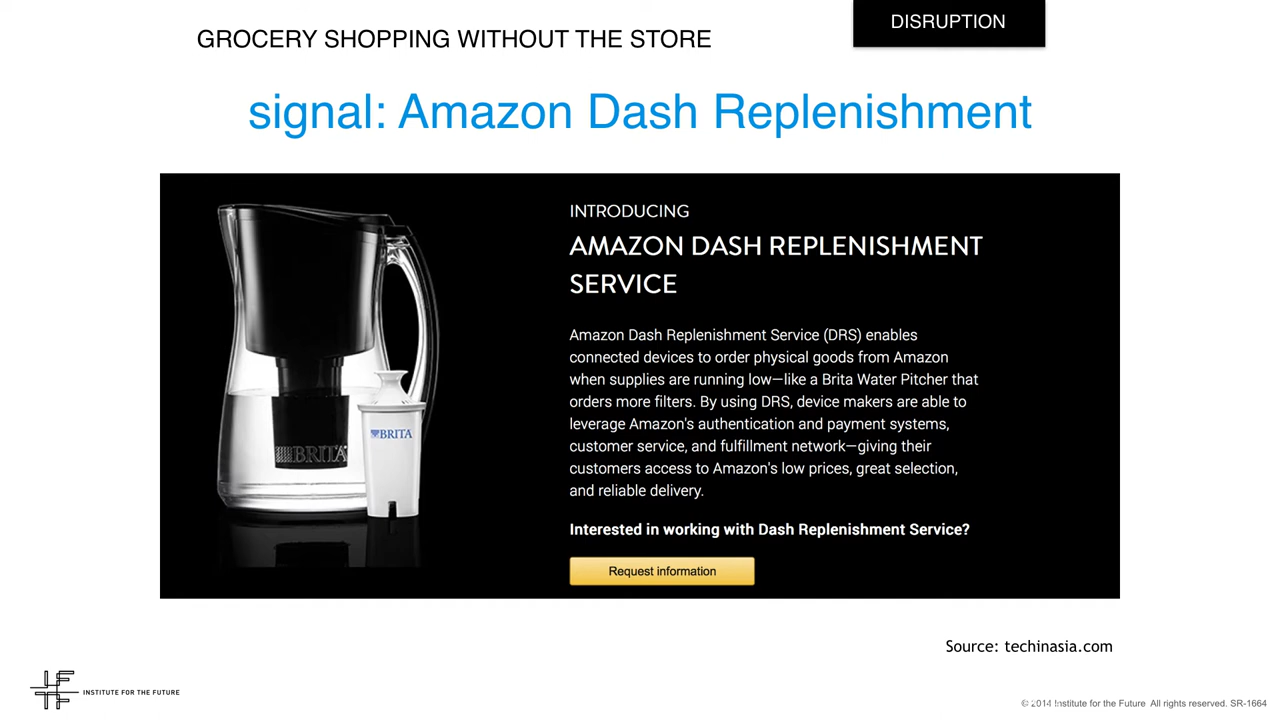 DISRUPTION
GROCERY SHOPPING WITHOUT THE STORE
signal: Amazon Dash Replenishment
INTRODUCING
AMAZON DASH REPLENISHMENT
SERVICE
Amazon Dash Replenishment Service (DRS) enables
connected devices to order physical goods from Amazon
when supplies are running low—like a Brita Water Pitcher that
orders more filters. By using DRS, device makers are able to
leverage Amazon's authentication and payment systems,
customer service, and fulfillment network—giving their
customers access to Amazon's low prices, great selection,
and reliable delivery.
Interested in working with Dash Replenishment Service?
Request information
BRITA
BRITA
Source: techinasia.com
INSTITUTE FOR THE FUTURE
© 2014 Institute for the Future All rights reserved. SR-1664